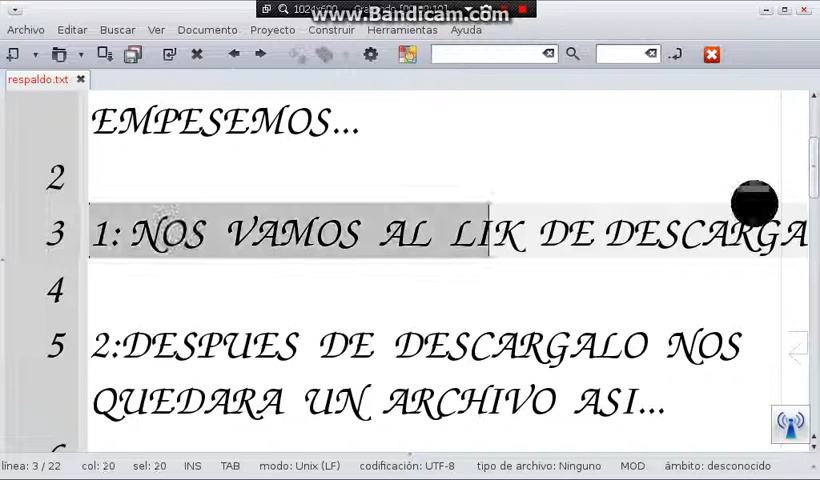 www.Bandicam.com
Archivo Editar Buscar Ver Documento Proyecto Construir Herramientas Ayuda
respaldo.txt
EMPESEMOS...
2
3 1: NOS VAMOS AL LIK DE DESCARGA
4
5 2:DESPUES DE DESCARGALO NOS
QUEDARA UN ARCHIVO ASI...
línea: 3 / 22 col: 20 sel: 20 INS TAB modo: Unix (LF) codificación: UTF-8 tipo de archivo: Ninguno MOD ámbito: desconocido